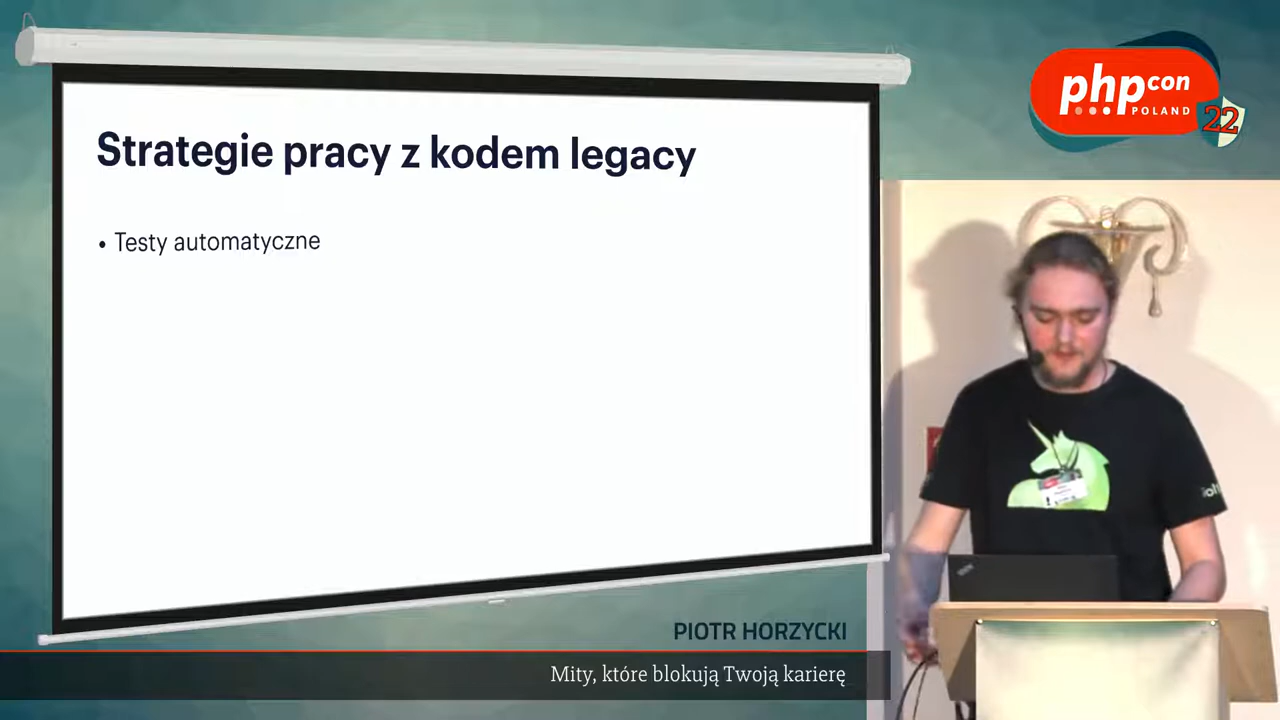 Strategie pracy z kodem legacy
• Testy automatyczne
php con
POLAND
22
PIOTR HORZYCKI
Mity, które blokują Twoją karierę